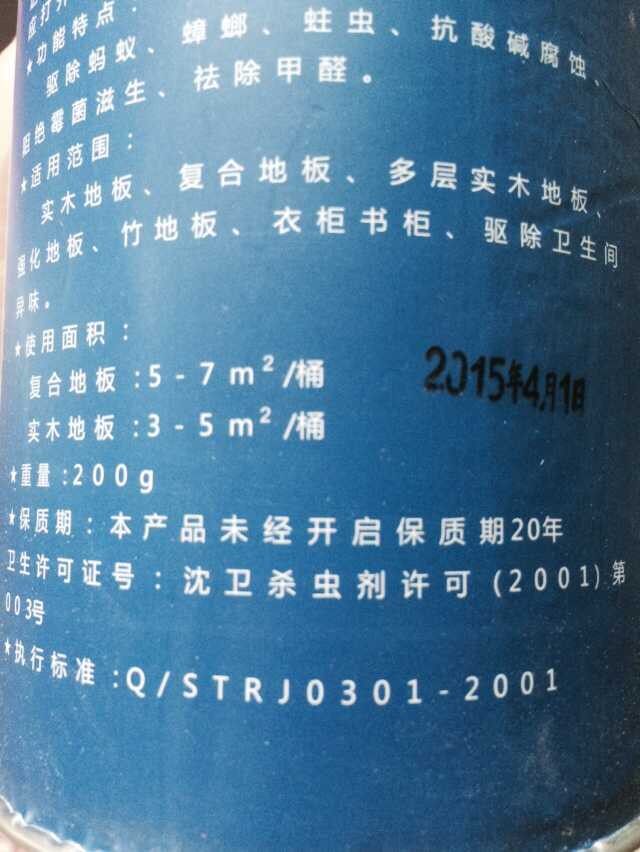 应打开
★功能特点：
驱除蚂蚁、蟑螂、蛀虫、抗酸碱腐蚀、
阻绝霉菌滋生、祛除甲醛。
★适用范围：
实木地板、复合地板、多层实木地板、
强化地板、竹地板、衣柜书柜、驱除卫生间
异味。
★使用面积：
复合地板:5-7m²/桶
2015年4月1日
实木地板:3-5m²/桶
★重量:200g
★保质期：本产品未经开启保质期20年
卫生许可证号：沈卫杀虫剂许可(2001)第
003号
★执行标准:Q/STRJ0301-2001